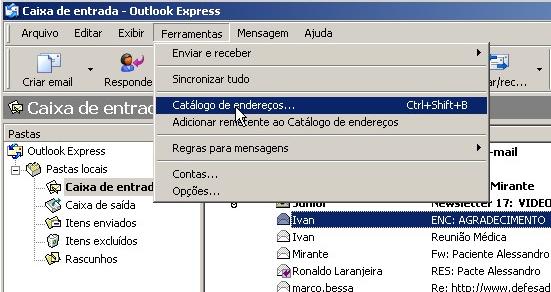 Caixa de entrada - Outlook Express
Arquivo Editar Exibir Ferramentas Mensagem Ajuda
Criar email Responde
ar/rec...
Enviar e receber
Sincronizar tudo
Catálogo de endereços... Ctrl+Shift+B
Adicionar remetente ao Catálogo de endereços
Regras para mensagens
Contas...
Opções...
Caixa de entrad
Pastas
Outlook Express
Pastas locais
Caixa de entrad
Caixa de saída
Itens enviados
Itens excluídos
Rascunhos
-mail
Mirante
Junior Newsletter 17: VIDEO
Ivan ENC: AGRADECIMENTO
Ivan Reunião Médica
Mirante Fw: Paciente Alessandro
Ronaldo Laranjeira RES: Pacte Alessandro
marco.bessa http://www.defesad